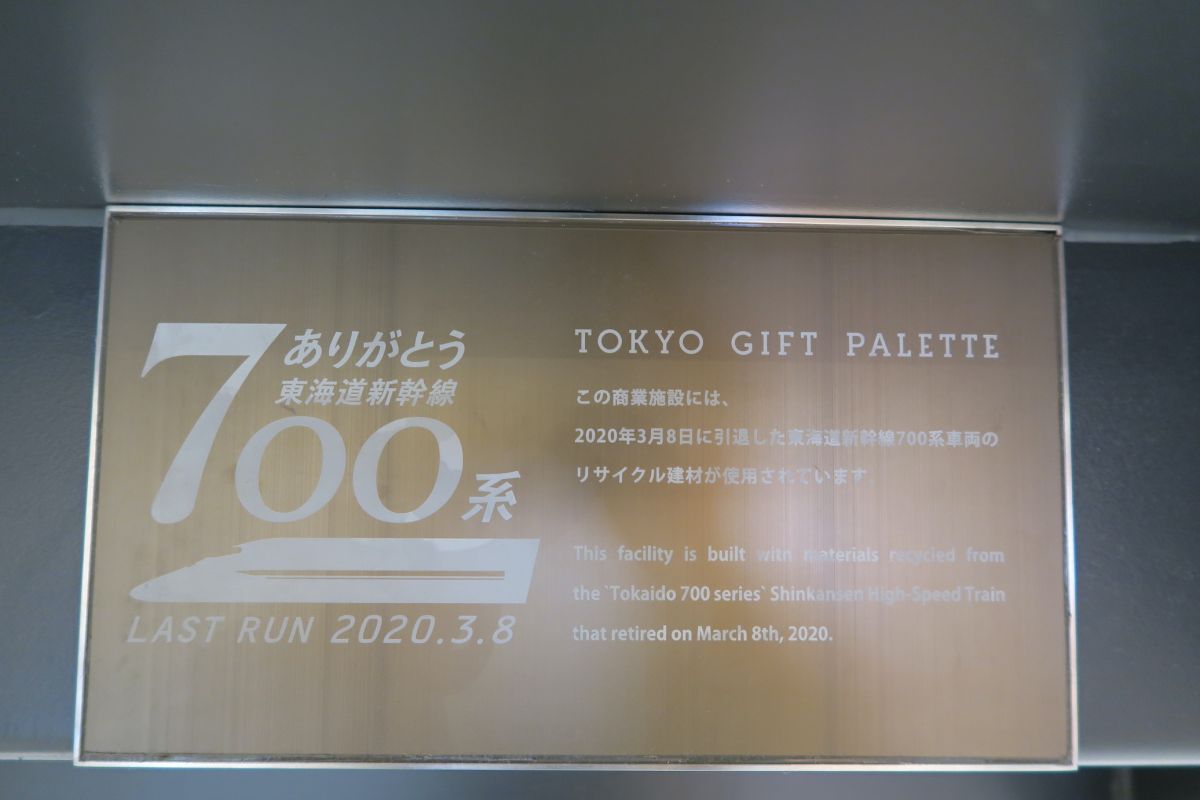 ありがとう
東海道新幹線
700系
LAST RUN 2020.3.8
TOKYO GIFT PALETTE
この商業施設には、
2020年3月8日に引退した東海道新幹線700系車両の
リサイクル建材が使用されています。
This facility is built with materials recycled from
the `Tokaido 700 series` Shinkansen High-Speed Train
that retired on March 8th, 2020.